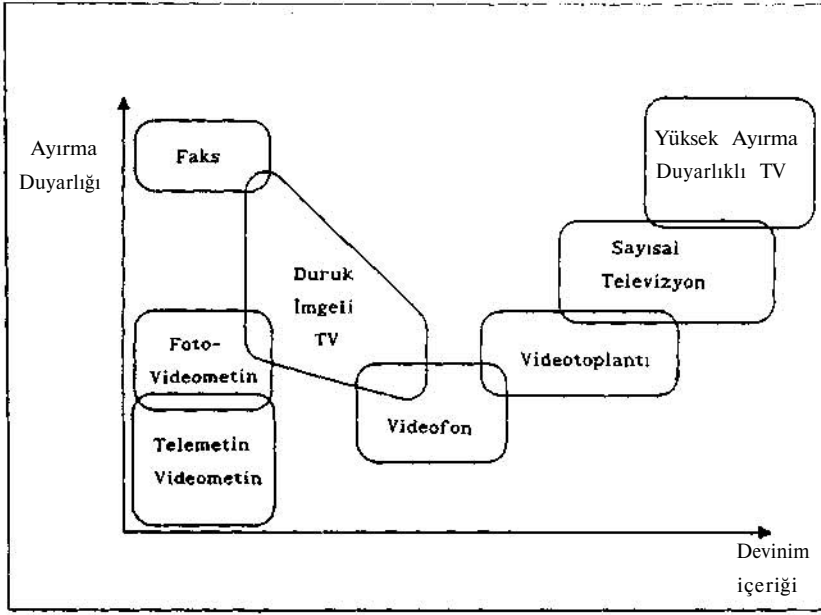 Ayırma
Duyarlığı
Faks
Yüksek Ayırma
Duyarlıklı TV
Sayısal
Televizyon
Duruk
İmgeli
TV
Foto-
Videometin
Videotoplantı
Videofon
Telemetin
Videometin
Devinim
içeriği